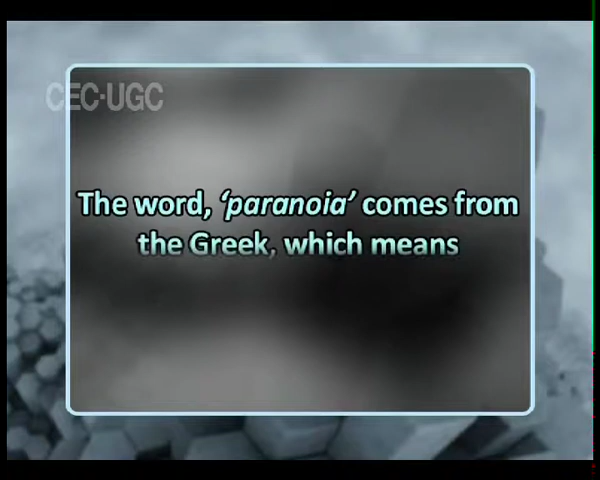 CEC-UGC
The word, ‘paranoia’ comes from
the Greek, which means